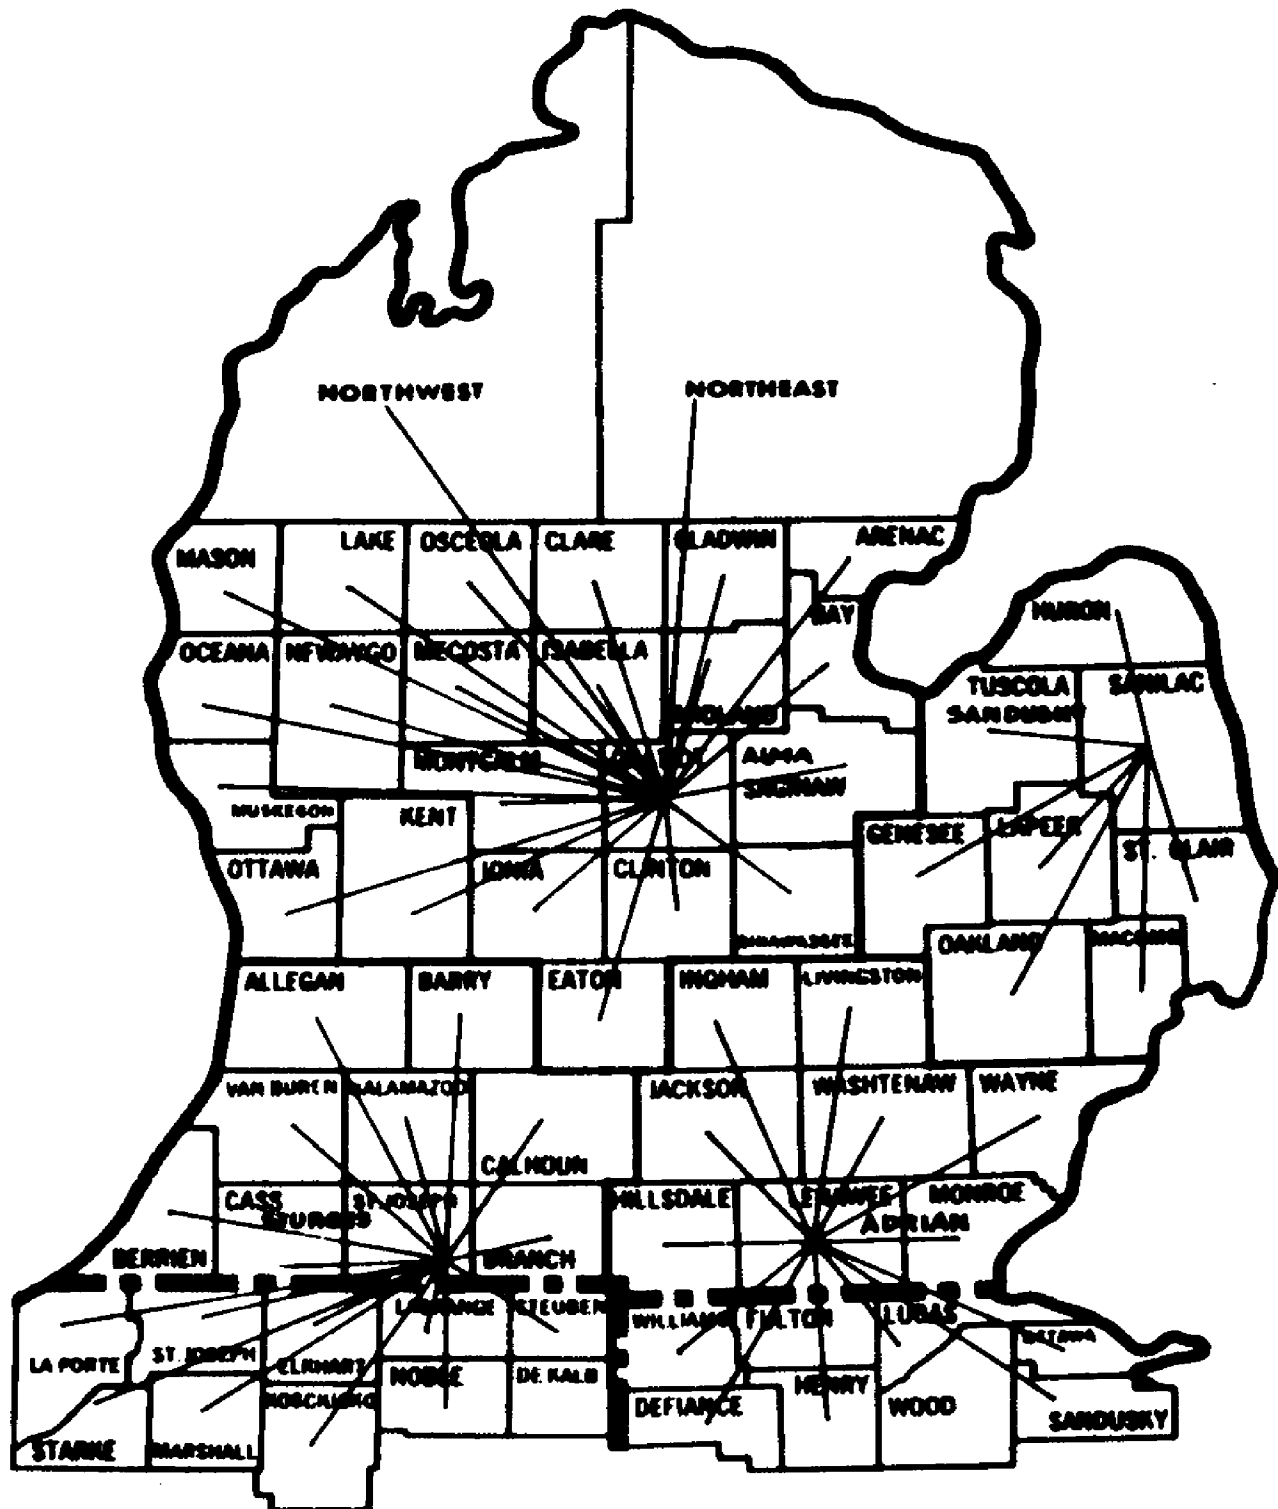 NORTHWEST
NORTHEAST
MASON
LAKE
OSCEOLA
CLARE
GLADWIN
ARENAC
BAY
HURON
OCEANA
NEWAYGO
MECOSTA
ISABELLA
MIDLAND
TUSCOLA
SANILAC
SANDUSKY
MONTCALM
ALMA
SAGINAW
MUSKEGON
KENT
GENESEE
LAPEER
ST. CLAIR
OTTAWA
IONIA
CLINTON
SHIAWASSEE
OAKLAND
MACOMB
ALLEGAN
BARRY
EATON
INGHAM
LIVINGSTON
VAN BUREN
KALAMAZOO
CALHOUN
JACKSON
WASHTENAW
WAYNE
CASS
ST. JOSEPH
STURGIS
BERRIEN
BRANCH
HILLSDALE
LENAWEE
MONROE
ADRIAN
LA PORTE
ST. JOSEPH
ELKHART
LAGRANGE
STEUBEN
WILLIAMS
FULTON
LUCAS
OTTAWA
STARKE
MARSHALL
KOSCIUSKO
NOBLE
DE KALB
DEFIANCE
HENRY
WOOD
SANDUSKY